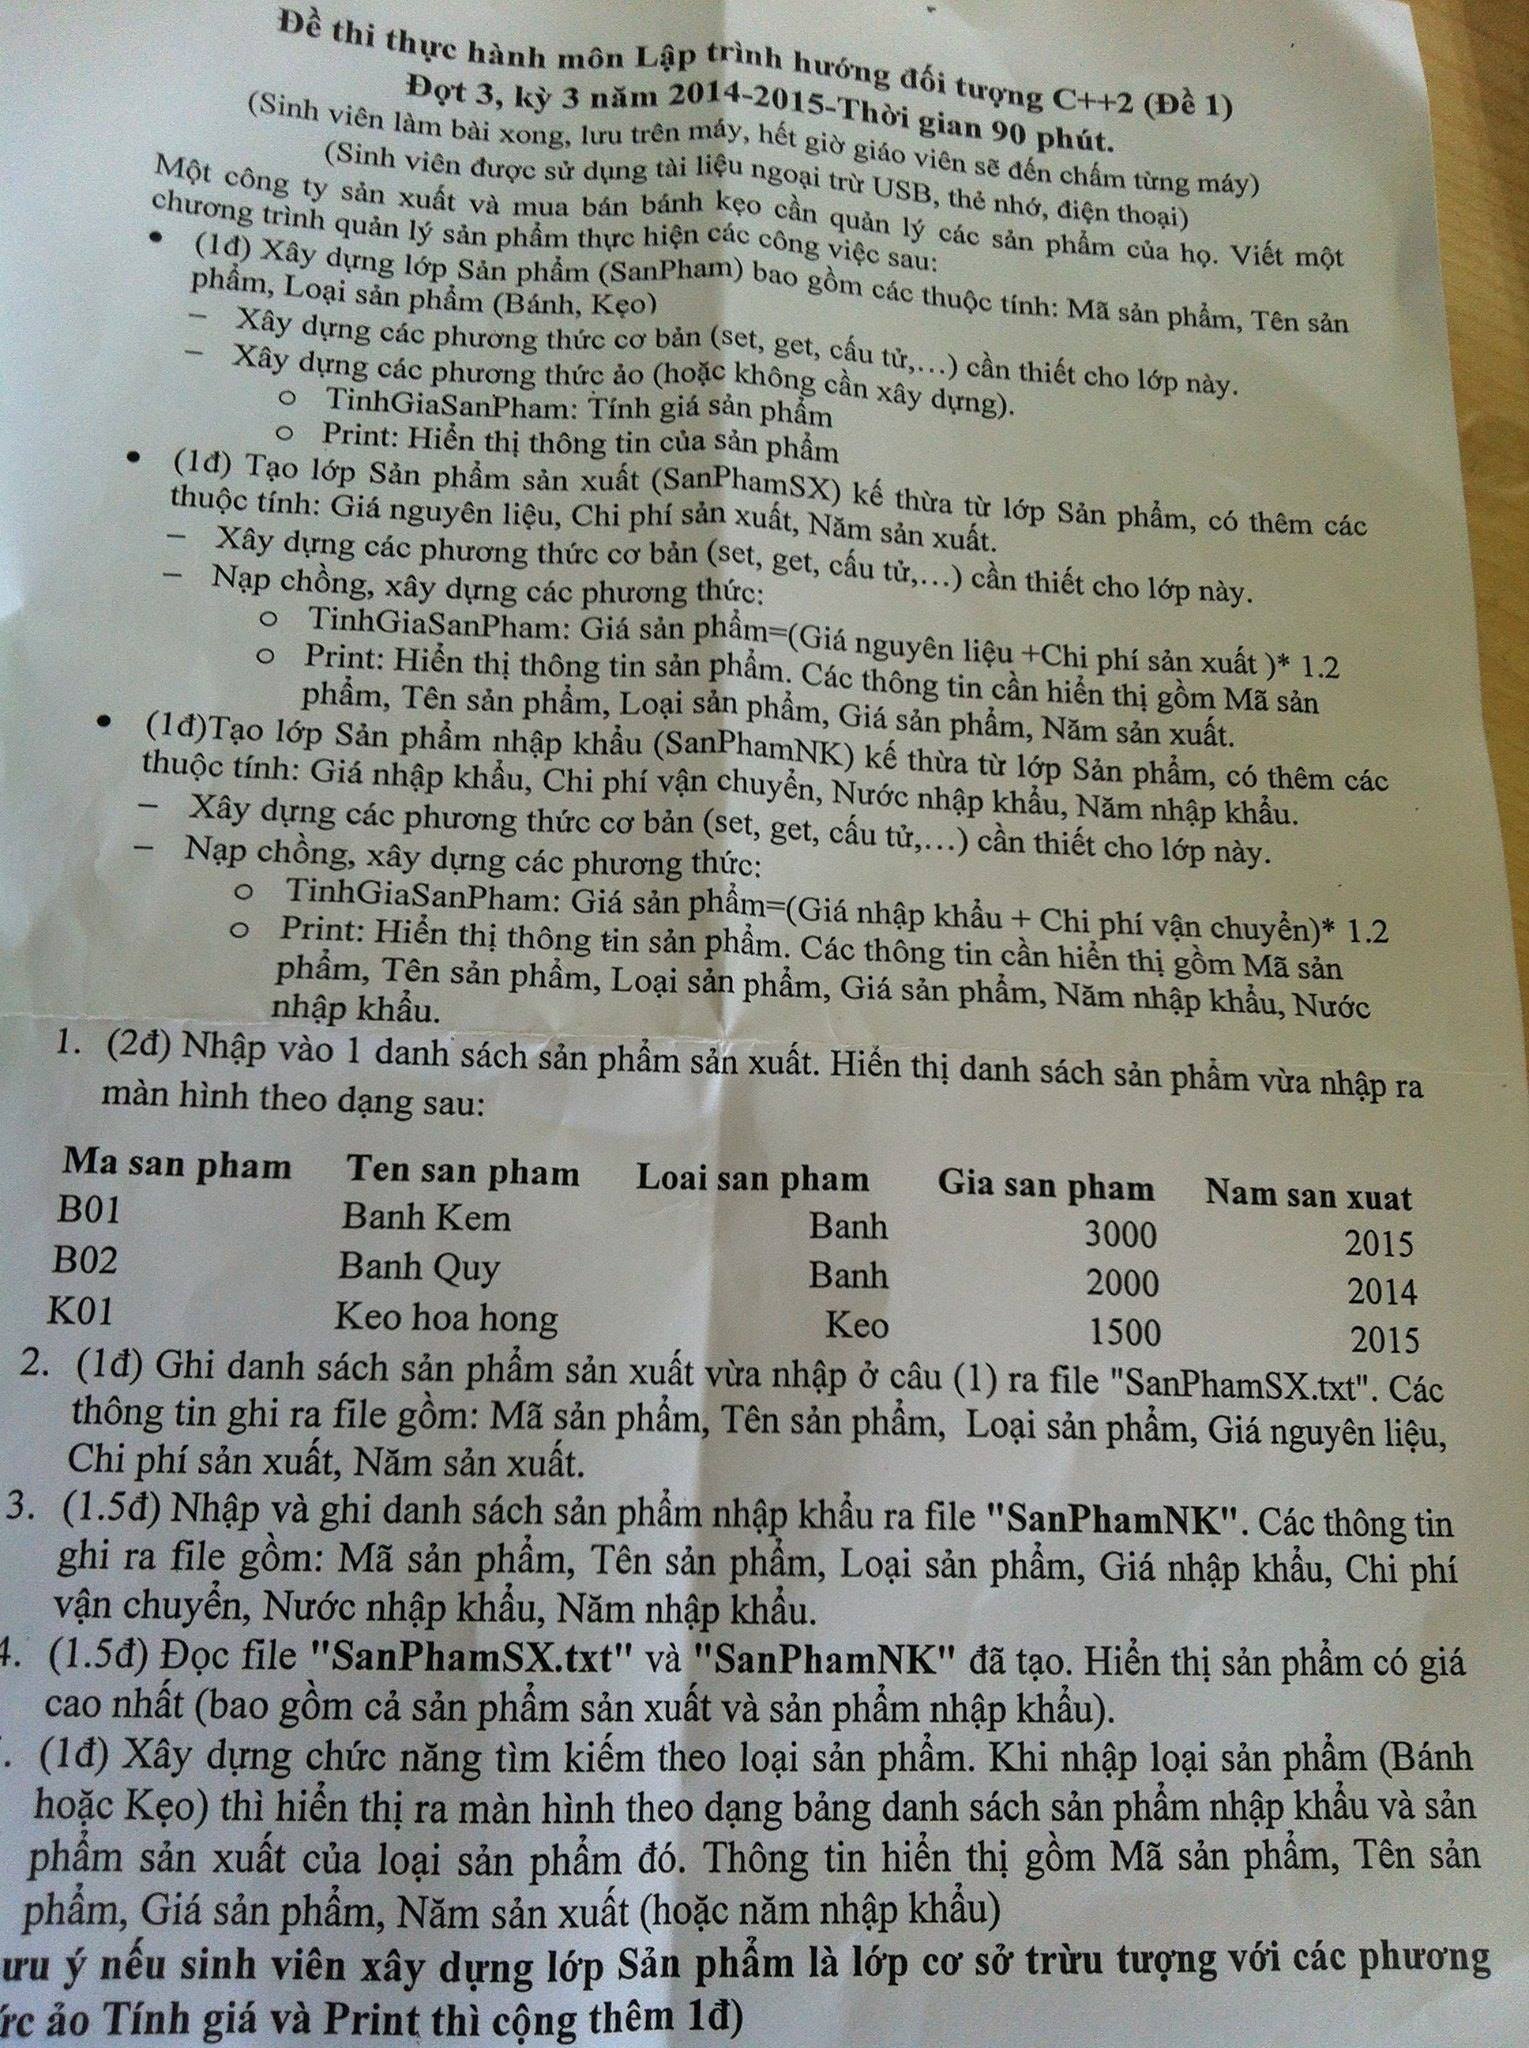 Đề thi thực hành môn Lập trình hướng đối tượng C++2 (Đề 1)
Đợt 3, kỳ 3 năm 2014-2015-Thời gian 90 phút.
(Sinh viên làm bài xong, lưu trên máy, hết giờ giáo viên sẽ đến chấm từng máy)
(Sinh viên được sử dụng tài liệu ngoại trừ USB, thẻ nhớ, điện thoại)
Một công ty sản xuất và mua bán bánh kẹo cần quản lý các sản phẩm của họ. Viết một
chương trình quản lý sản phẩm thực hiện các công việc sau:
• (1đ) Xây dựng lớp Sản phẩm (SanPham) bao gồm các thuộc tính: Mã sản phẩm, Tên sản
phẩm, Loại sản phẩm (Bánh, Kẹo)
– Xây dựng các phương thức cơ bản (set, get, cấu tử,...) cần thiết cho lớp này.
– Xây dựng các phương thức ảo (hoặc không cần xây dựng).
o TinhGiaSanPham: Tính giá sản phẩm
o Print: Hiển thị thông tin của sản phẩm
• (1đ) Tạo lớp Sản phẩm sản xuất (SanPhamSX) kế thừa từ lớp Sản phẩm, có thêm các
thuộc tính: Giá nguyên liệu, Chi phí sản xuất, Năm sản xuất.
– Xây dựng các phương thức cơ bản (set, get, cấu tử,...) cần thiết cho lớp này.
– Nạp chồng, xây dựng các phương thức:
o TinhGiaSanPham: Giá sản phẩm=(Giá nguyên liệu +Chi phí sản xuất )* 1.2
o Print: Hiển thị thông tin sản phẩm. Các thông tin cần hiển thị gồm Mã sản
phẩm, Tên sản phẩm, Loại sản phẩm, Giá sản phẩm, Năm sản xuất.
• (1đ)Tạo lớp Sản phẩm nhập khẩu (SanPhamNK) kế thừa từ lớp Sản phẩm, có thêm các
thuộc tính: Giá nhập khẩu, Chi phí vận chuyển, Nước nhập khẩu, Năm nhập khẩu.
– Xây dựng các phương thức cơ bản (set, get, cấu tử,...) cần thiết cho lớp này.
– Nạp chồng, xây dựng các phương thức:
o TinhGiaSanPham: Giá sản phẩm=(Giá nhập khẩu + Chi phí vận chuyển)* 1.2
o Print: Hiển thị thông tin sản phẩm. Các thông tin cần hiển thị gồm Mã sản
phẩm, Tên sản phẩm, Loại sản phẩm, Giá sản phẩm, Năm nhập khẩu, Nước
nhập khẩu.
1. (2đ) Nhập vào 1 danh sách sản phẩm sản xuất. Hiển thị danh sách sản phẩm vừa nhập ra
màn hình theo dạng sau:
Ma san pham Ten san pham Loai san pham Gia san pham Nam san xuat
B01 Banh Kem Banh 3000 2015
B02 Banh Quy Banh 2000 2014
K01 Keo hoa hong Keo 1500 2015
2. (1đ) Ghi danh sách sản phẩm sản xuất vừa nhập ở câu (1) ra file "SanPhamSX.txt". Các
thông tin ghi ra file gồm: Mã sản phẩm, Tên sản phẩm, Loại sản phẩm, Giá nguyên liệu,
Chi phí sản xuất, Năm sản xuất.
3. (1.5đ) Nhập và ghi danh sách sản phẩm nhập khẩu ra file "SanPhamNK". Các thông tin
ghi ra file gồm: Mã sản phẩm, Tên sản phẩm, Loại sản phẩm, Giá nhập khẩu, Chi phí
vận chuyển, Nước nhập khẩu, Năm nhập khẩu.
4. (1.5đ) Đọc file "SanPhamSX.txt" và "SanPhamNK" đã tạo. Hiển thị sản phẩm có giá
cao nhất (bao gồm cả sản phẩm sản xuất và sản phẩm nhập khẩu).
. (1đ) Xây dựng chức năng tìm kiếm theo loại sản phẩm. Khi nhập loại sản phẩm (Bánh
hoặc Kẹo) thì hiển thị ra màn hình theo dạng bảng danh sách sản phẩm nhập khẩu và sản
phẩm sản xuất của loại sản phẩm đó. Thông tin hiển thị gồm Mã sản phẩm, Tên sản
phẩm, Giá sản phẩm, Năm sản xuất (hoặc năm nhập khẩu)
ưu ý nếu sinh viên xây dựng lớp Sản phẩm là lớp cơ sở trừu tượng với các phương
ức ảo Tính giá và Print thì cộng thêm 1đ)